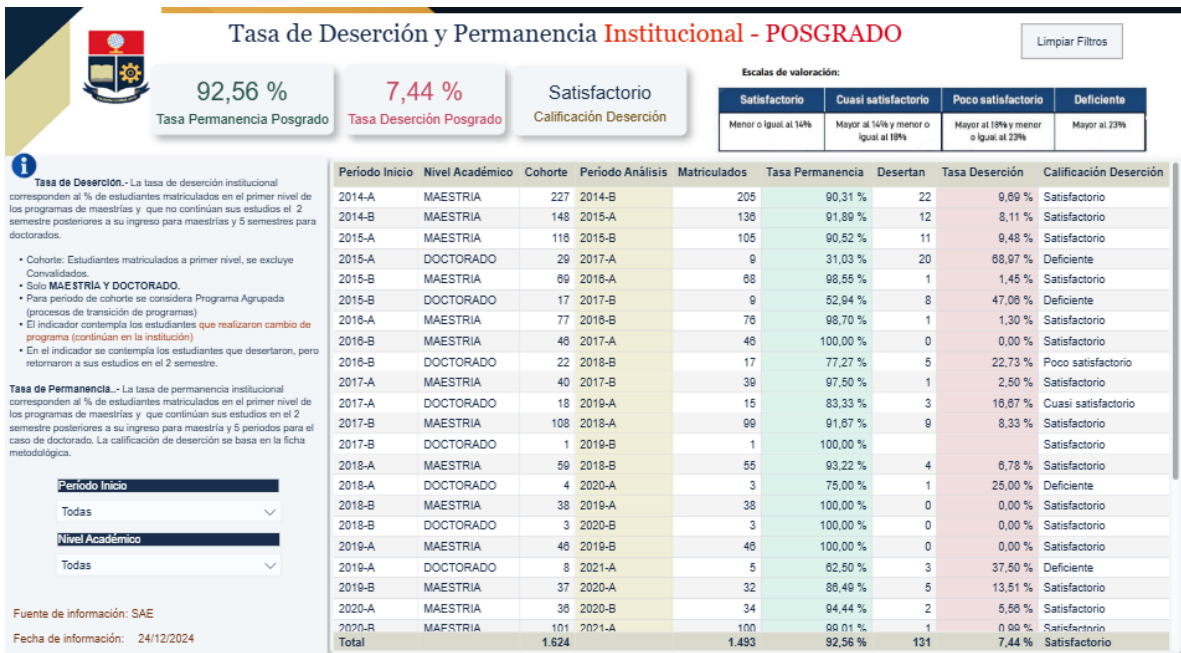 Tasa de Deserción y Permanencia Institucional - POSGRADO
Limpiar Filtros
92,56 %
Tasa Permanencia Posgrado
7,44 %
Tasa Deserción Posgrado
Satisfactorio
Calificación Deserción
Escalas de valoración:
Satisfactorio Cuasi satisfactorio Poco satisfactorio Deficiente
Menor o igual al 14% Mayor al 14% y menor o igual al 18% Mayor al 18% y menor o igual al 23% Mayor al 23%
Tasa de Deserción.- La tasa de deserción institucional
corresponden al % de estudiantes matriculados en el primer nivel de
los programas de maestrías y que no continúan sus estudios el 2
semestre posteriores a su ingreso para maestrías y 5 semestres para
doctorados.
• Cohorte: Estudiantes matriculados a primer nivel, se excluye
Convalidados.
• Solo MAESTRÍA Y DOCTORADO.
• Para periodo de cohorte se considera Programa Agrupada
(procesos de transición de programas)
• El indicador contempla los estudiantes que realizaron cambio de
programa (continúan en la institución)
• En el indicador se contempla los estudiantes que desertaron, pero
retornaron a sus estudios en el 2 semestre.
Tasa de Permanencia..- La tasa de permanencia institucional
corresponden al % de estudiantes matriculados en el primer nivel de
los programas de maestrías y que continúan sus estudios en el 2
semestre posteriores a su ingreso para maestría y 5 periodos para el
caso de doctorado. La calificación de deserción se basa en la ficha
metodológica.
Período Inicio
Todas
Nivel Académico
Todas
Fuente de información: SAE
Fecha de información: 24/12/2024
Período Inicio Nivel Académico Cohorte Período Análisis Matriculados Tasa Permanencia Desertan Tasa Deserción Calificación Deserción
2014-A MAESTRIA 227 2014-B 205 90,31 % 22 9,69 % Satisfactorio
2014-B MAESTRIA 148 2015-A 136 91,89 % 12 8,11 % Satisfactorio
2015-A MAESTRIA 116 2015-B 105 90,52 % 11 9,48 % Satisfactorio
2015-A DOCTORADO 29 2017-A 9 31,03 % 20 68,97 % Deficiente
2015-B MAESTRIA 69 2016-A 68 98,55 % 1 1,45 % Satisfactorio
2015-B DOCTORADO 17 2017-B 9 52,94 % 8 47,06 % Deficiente
2016-A MAESTRIA 77 2016-B 76 98,70 % 1 1,30 % Satisfactorio
2016-B MAESTRIA 46 2017-A 46 100,00 % 0 0,00 % Satisfactorio
2016-B DOCTORADO 22 2018-B 17 77,27 % 5 22,73 % Poco satisfactorio
2017-A MAESTRIA 40 2017-B 39 97,50 % 1 2,50 % Satisfactorio
2017-A DOCTORADO 18 2019-A 15 83,33 % 3 16,67 % Cuasi satisfactorio
2017-B MAESTRIA 108 2018-A 99 91,67 % 9 8,33 % Satisfactorio
2017-B DOCTORADO 1 2019-B 1 100,00 % Satisfactorio
2018-A MAESTRIA 59 2018-B 55 93,22 % 4 6,78 % Satisfactorio
2018-A DOCTORADO 4 2020-A 3 75,00 % 1 25,00 % Deficiente
2018-B MAESTRIA 38 2019-A 38 100,00 % 0 0,00 % Satisfactorio
2018-B DOCTORADO 3 2020-B 3 100,00 % 0 0,00 % Satisfactorio
2019-A MAESTRIA 46 2019-B 46 100,00 % 0 0,00 % Satisfactorio
2019-A DOCTORADO 8 2021-A 5 62,50 % 3 37,50 % Deficiente
2019-B MAESTRIA 37 2020-A 32 86,49 % 5 13,51 % Satisfactorio
2020-A MAESTRIA 36 2020-B 34 94,44 % 2 5,56 % Satisfactorio
2020-B MAESTRIA 101 2021-A 100 99,01 % 1 0,99 % Satisfactorio
Total 1.624 1.493 92,56 % 131 7,44 % Satisfactorio